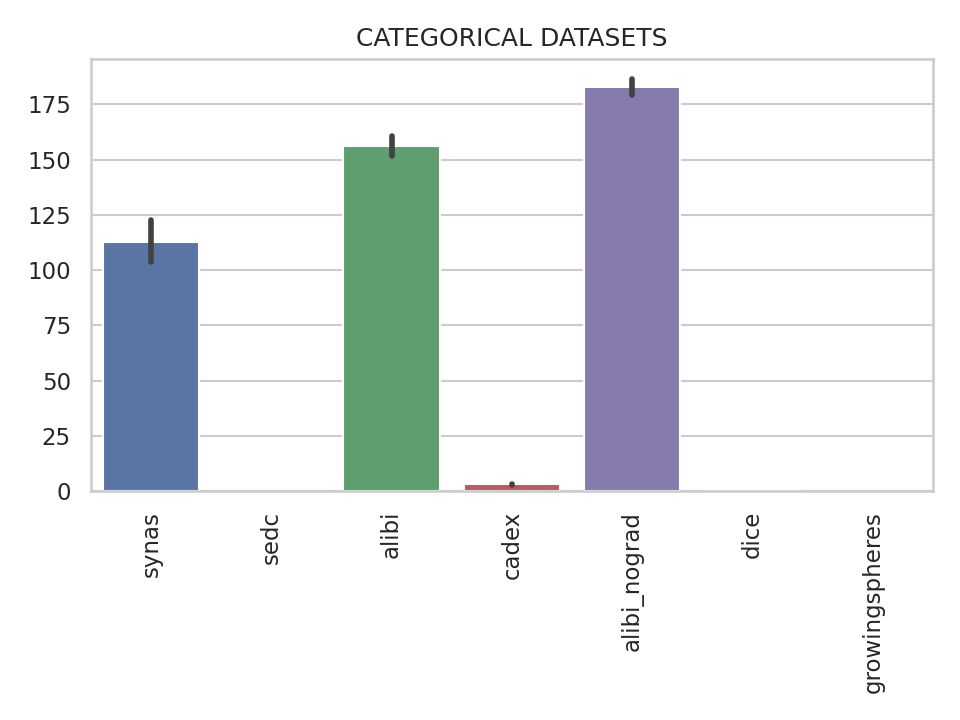 CATEGORICAL DATASETS
175
150
125
100
75
50
25
0
synas
sedc
alibi
cadex
alibi_nograd
dice
growingspheres